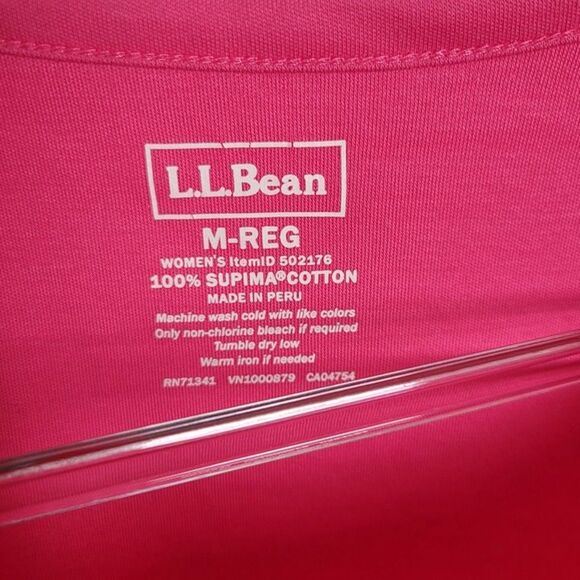 L.L.Bean
M-REG
WOMEN'S ItemID 502176
100% SUPIMA®COTTON
MADE IN PERU
Machine wash cold with like colors
Only non-chlorine bleach if required
Tumble dry low
Warm iron if needed
RN71341 VN1000879 CA04754